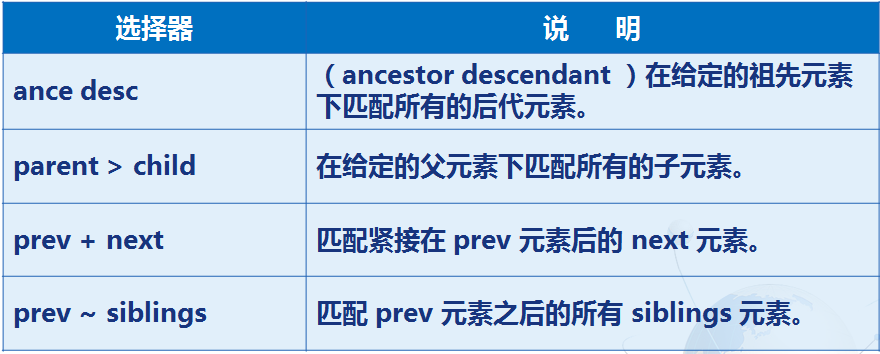 选择器
说 明
ance desc
（ancestor descendant ）在给定的祖先元素
下匹配所有的后代元素。
parent > child
在给定的父元素下匹配所有的子元素。
prev + next
匹配紧接在 prev 元素后的 next 元素。
prev ~ siblings
匹配 prev 元素之后的所有 siblings 元素。